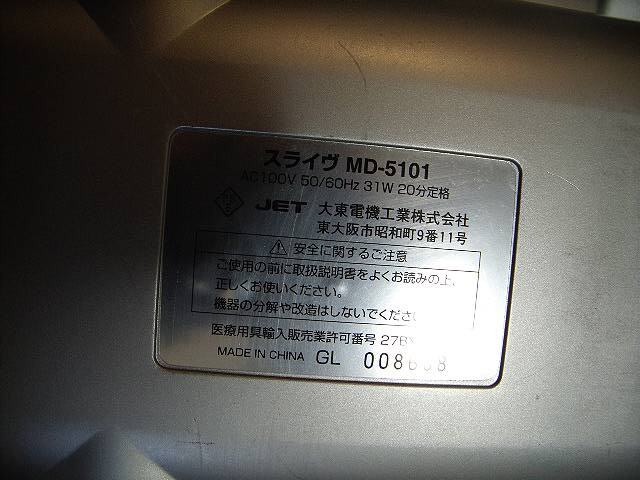 スライヴ MD-5101
AC100V 50/60Hz 31W 20分定格
JET 大東電機工業株式会社
東大阪市昭和町9番11号
安全に関するご注意
ご使用の前に取扱説明書をよくお読みの上、
正しくお使いください。
機器の分解や改造はしないでくださ
医療用具輸入販売業許可番号 27B
MADE IN CHINA GL